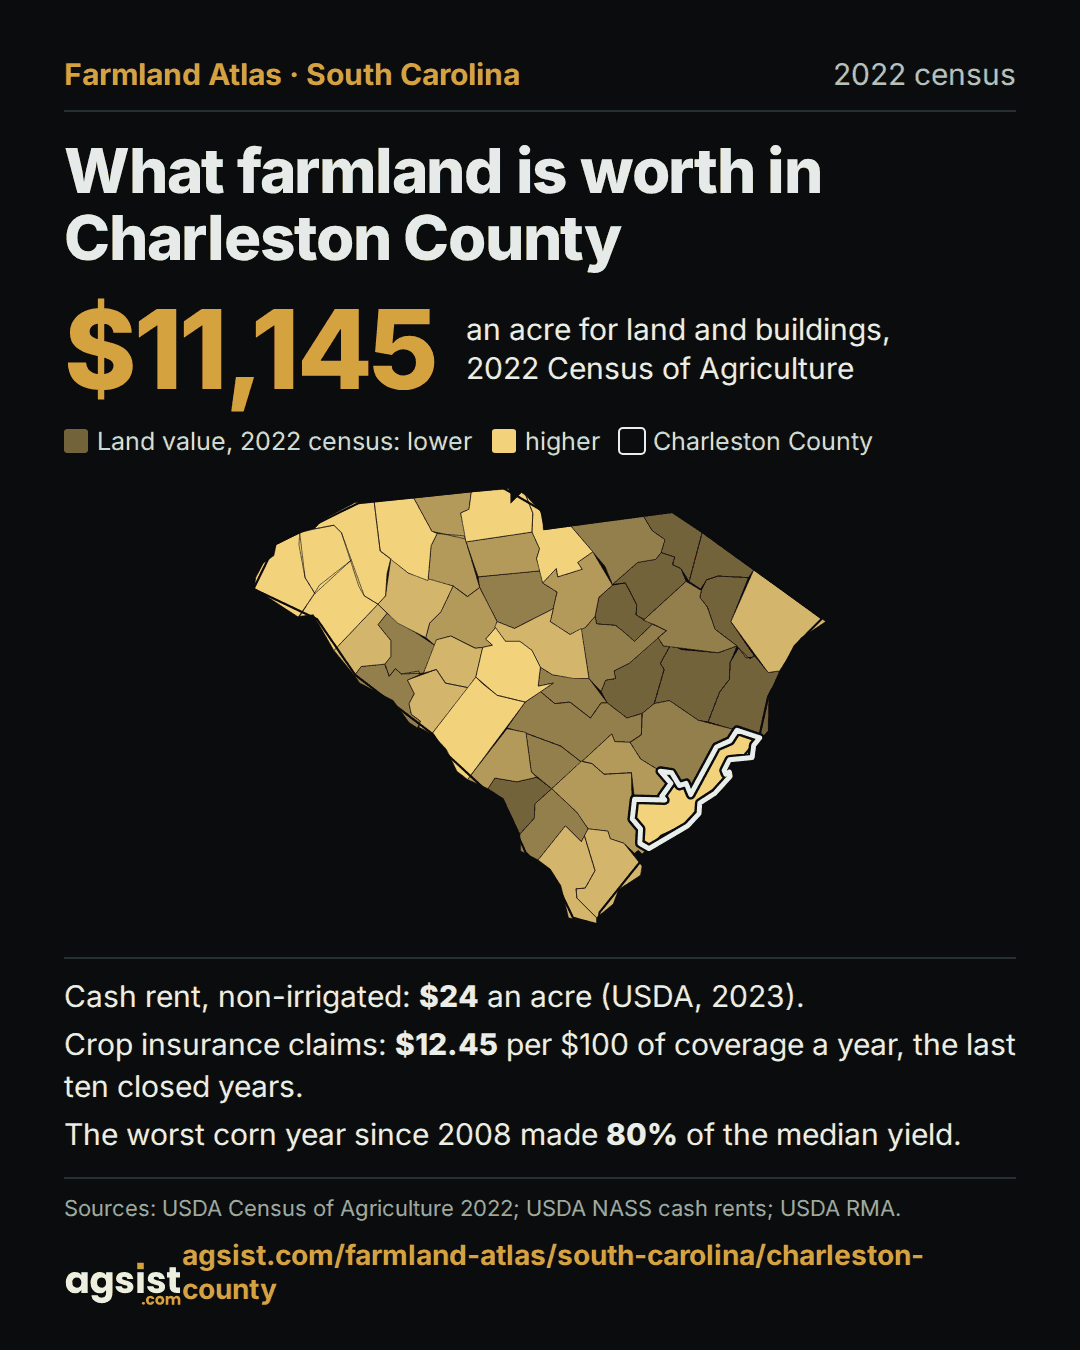 Farmland Atlas · South Carolina
2022 census
What farmland is worth in
Charleston County
$11,145
an acre for land and buildings,
2022 Census of Agriculture
Land value, 2022 census: lower
higher
Charleston County
Cash rent, non-irrigated: $24 an acre (USDA, 2023).
Crop insurance claims: $12.45 per $100 of coverage a year, the last
ten closed years.
The worst corn year since 2008 made 80% of the median yield.
Sources: USDA Census of Agriculture 2022; USDA NASS cash rents; USDA RMA.
agsist.com
agsist.com/farmland-atlas/south-carolina/charleston-
county